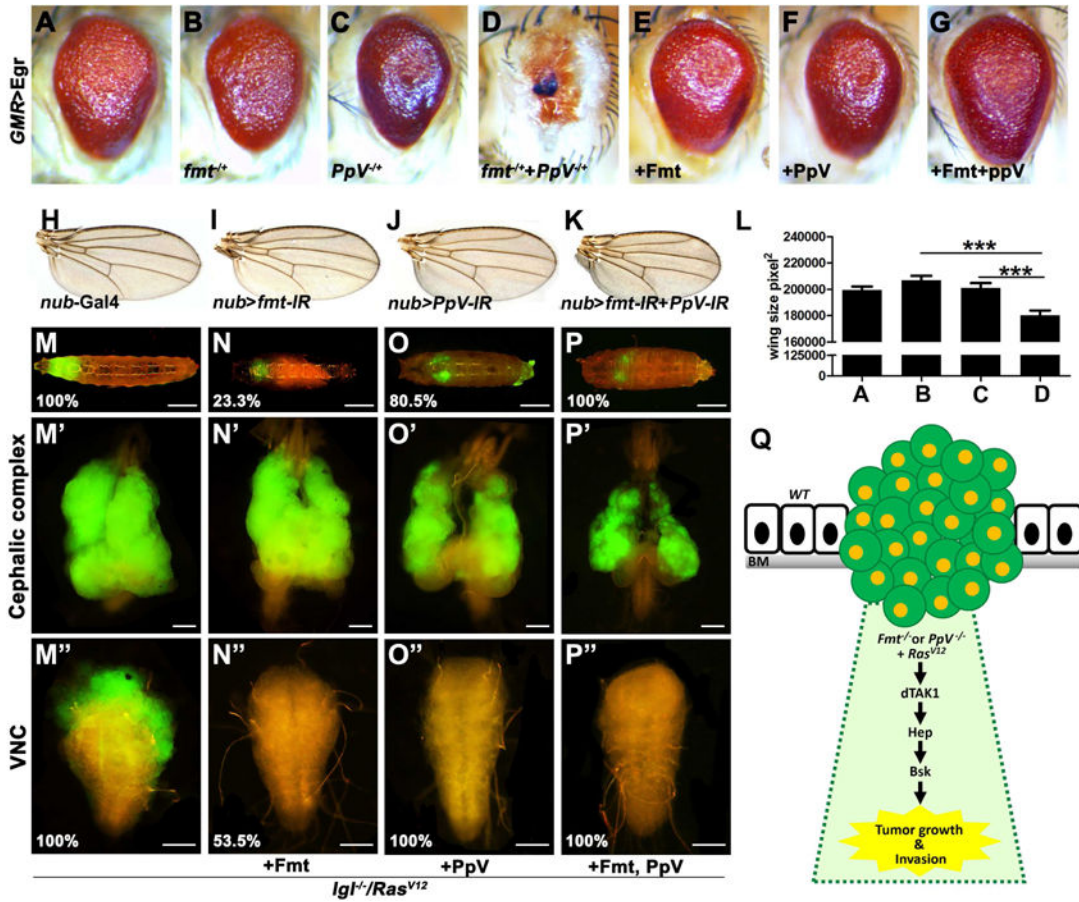 GMR>Egr
A
B
C
D
E
F
G
fmt-/+
PpV-/+
fmt-/++PpV-/+
+Fmt
+PpV
+Fmt+ppV
H
I
J
K
L
nub-Gal4
nub>fmt-IR
nub>PpV-IR
nub>fmt-IR+PpV-IR
wing size pixel2
240000
220000
200000
180000
160000
125000
0
***
***
A
B
C
D
M
N
O
P
100%
23.3%
80.5%
100%
Cephalic complex
M'
N'
O'
P'
VNC
M''
N''
O''
P''
100%
53.5%
100%
100%
+Fmt
+PpV
+Fmt, PpV
lgl-/-/RasV12
Q
WT
BM
Fmt-/- or PpV-/-
+ RasV12
dTAK1
Hep
Bsk
Tumor growth
&
Invasion